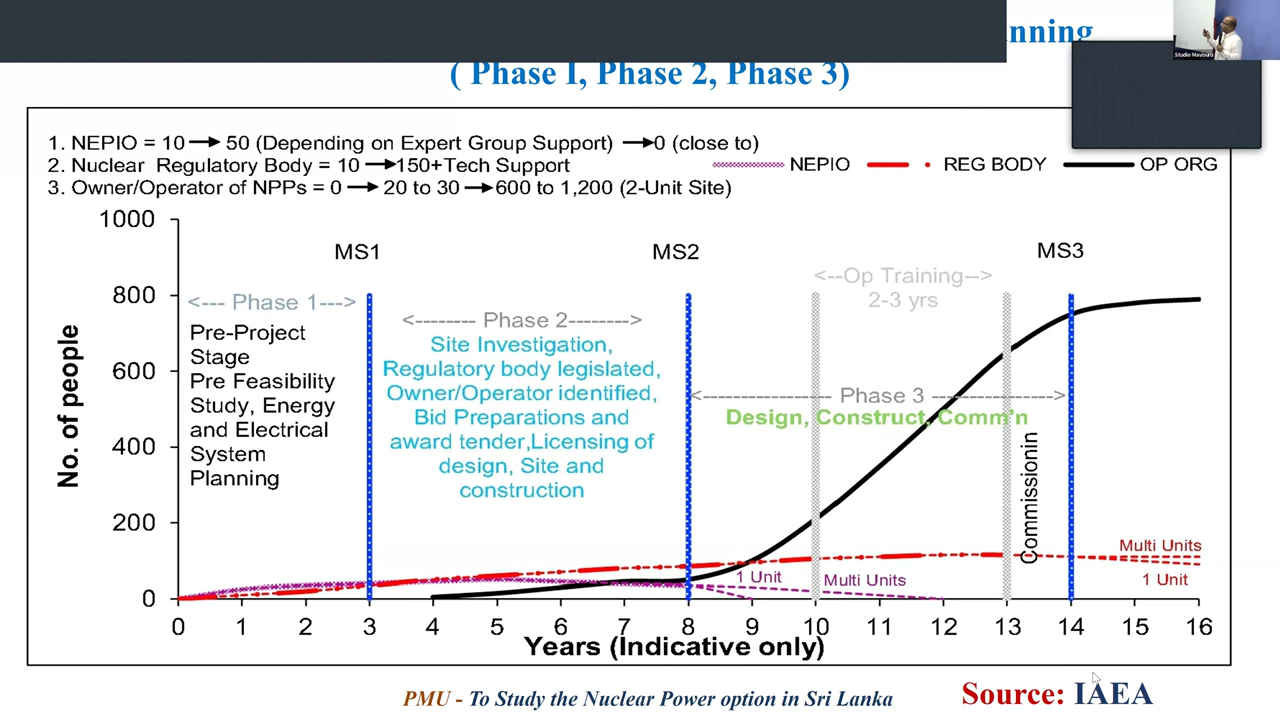 nning
( Phase I, Phase 2, Phase 3)
Studio Mavisuru
1. NEPIO = 10 → 50 (Depending on Expert Group Support) → 0 (close to)
2. Nuclear Regulatory Body = 10 → 150+Tech Support
3. Owner/Operator of NPPs = 0 → 20 to 30 → 600 to 1,200 (2-Unit Site)
NEPIO
REG BODY
OP ORG
1000
800
600
400
200
0
No. of people
MS1
MS2
MS3
<--- Phase 1--->
Pre-Project
Stage
Pre Feasibility
Study, Energy
and Electrical
System
Planning
<-------- Phase 2-------->
Site Investigation,
Regulatory body legislated,
Owner/Operator identified,
Bid Preparations and
award tender,Licensing of
design, Site and
construction
<--Op Training-->
2-3 yrs
<------------------ Phase 3 ------------------>
Design, Construct, Comm'n
Commissionin
1 Unit
Multi Units
Multi Units
1 Unit
0 1 2 3 4 5 6 7 8 9 10 11 12 13 14 15 16
Years (Indicative only)
PMU - To Study the Nuclear Power option in Sri Lanka
Source: IAEA